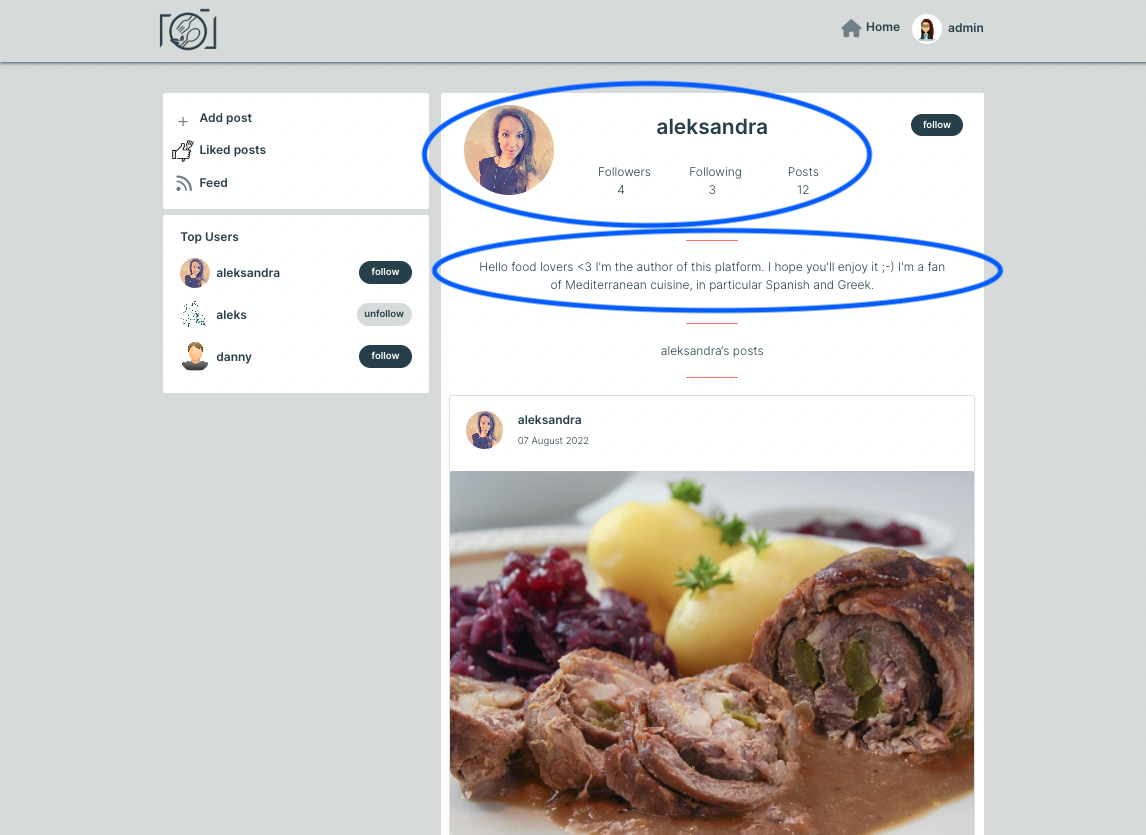 Home
admin
Add post
Liked posts
Feed
Top Users
aleksandra
follow
aleks
unfollow
danny
follow
aleksandra
follow
Followers
Following
Posts
4
3
12
Hello food lovers <3 I'm the author of this platform. I hope you'll enjoy it ;-) I'm a fan
of Mediterranean cuisine, in particular Spanish and Greek.
aleksandra's posts
aleksandra
07 August 2022